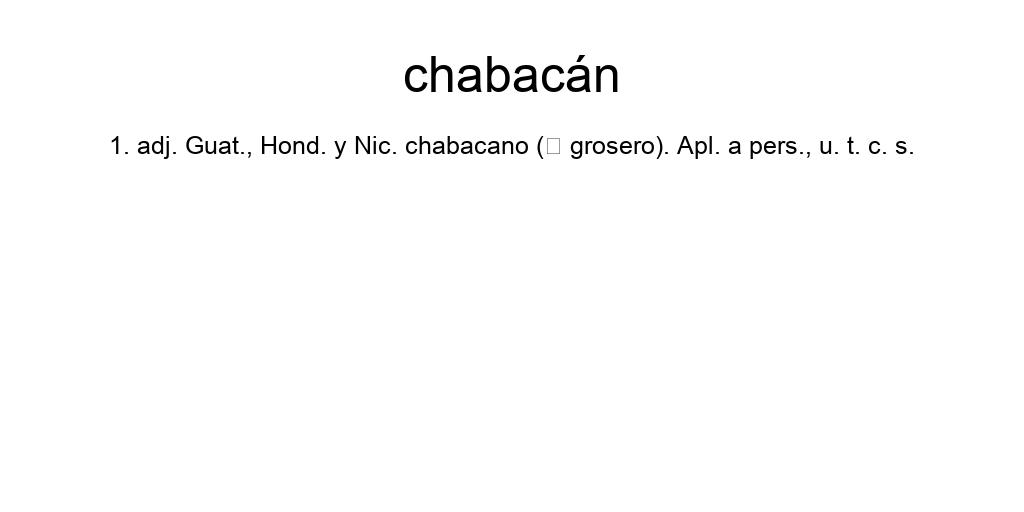 chabacán
1. adj. Guat., Hond. y Nic. chabacano (□ grosero). Apl. a pers., u. t. c. s.